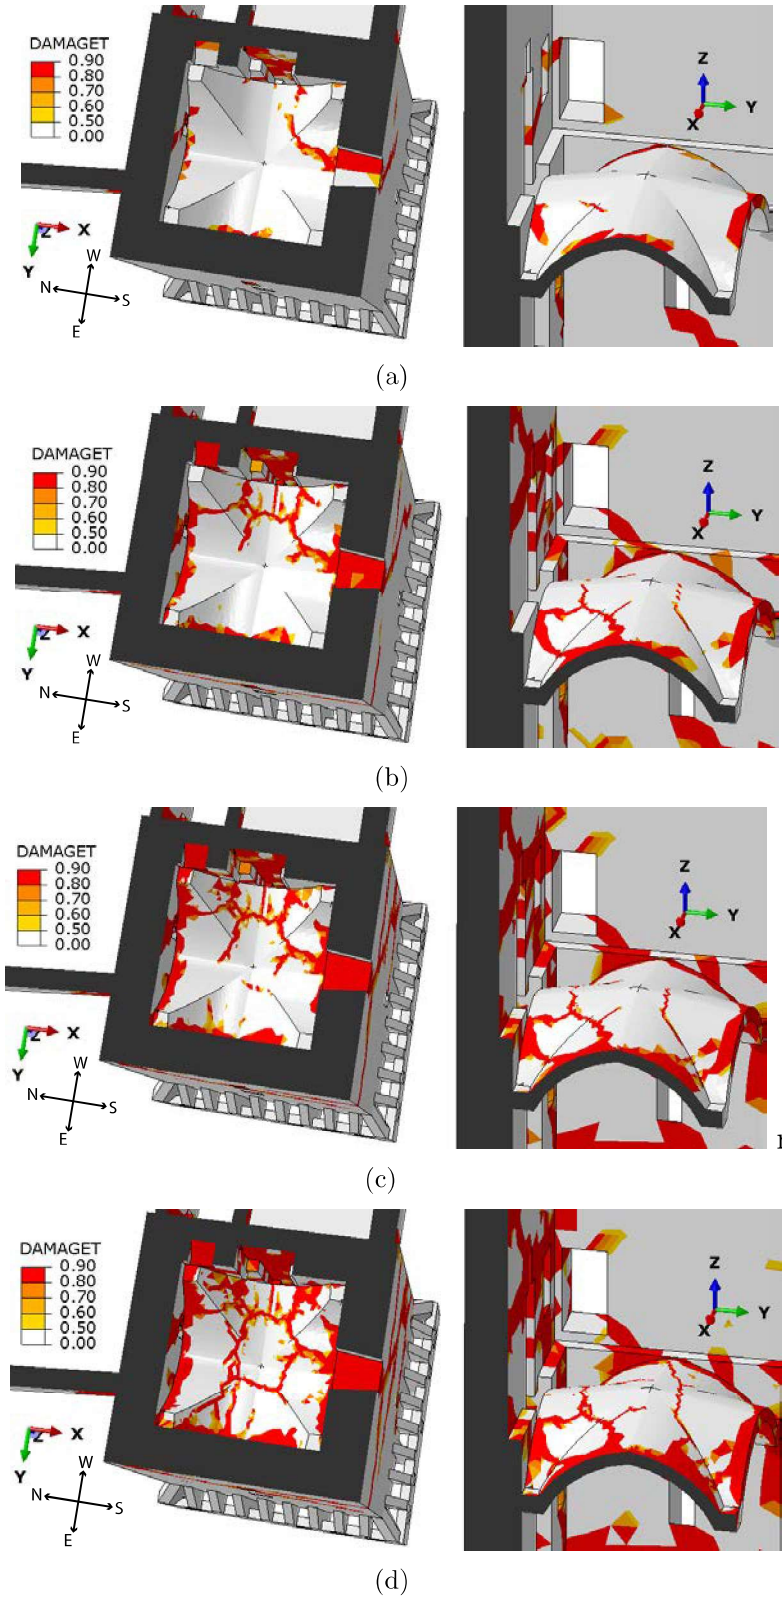 DAMAGET
0.90
0.80
0.70
0.60
0.50
0.00
Z X
Y
W
N S
E
Z
Y
X
(a)
DAMAGET
0.90
0.80
0.70
0.60
0.50
0.00
Z X
Y
W
N S
E
Z
Y
X
(b)
DAMAGET
0.90
0.80
0.70
0.60
0.50
0.00
Z X
Y
W
N S
E
Z
Y
X
(c)
DAMAGET
0.90
0.80
0.70
0.60
0.50
0.00
Z X
Y
W
N S
E
Z
Y
X
(d)